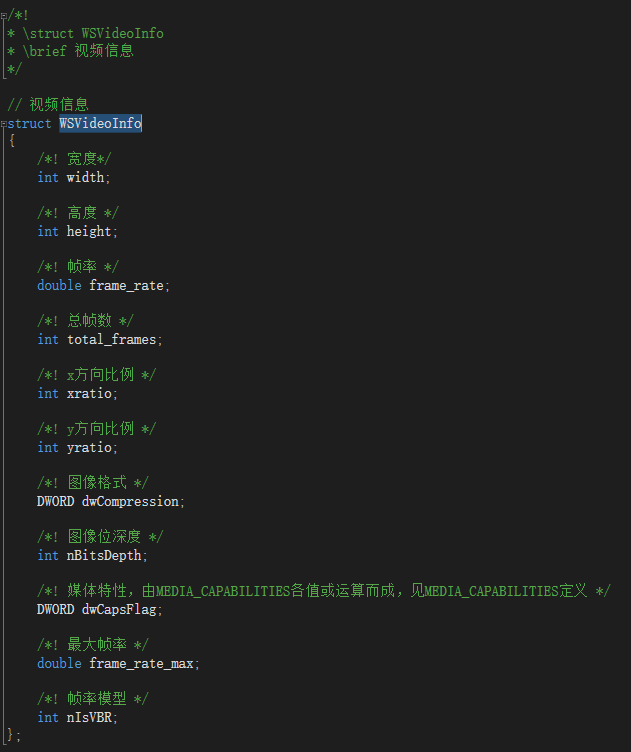 /*!
* \struct WSVideoInfo
* \brief 视频信息
*/
// 视频信息
struct WSVideoInfo
{
/*! 宽度*/
int width;
/*! 高度 */
int height;
/*! 帧率 */
double frame_rate;
/*! 总帧数 */
int total_frames;
/*! x方向比例 */
int xratio;
/*! y方向比例 */
int yratio;
/*! 图像格式 */
DWORD dwCompression;
/*! 图像位深度 */
int nBitsDepth;
/*! 媒体特性，由MEDIA_CAPABILITIES各值或运算而成，见MEDIA_CAPABILITIES定义 */
DWORD dwCapsFlag;
/*! 最大帧率 */
double frame_rate_max;
/*! 帧率模型 */
int nIsVBR;
};